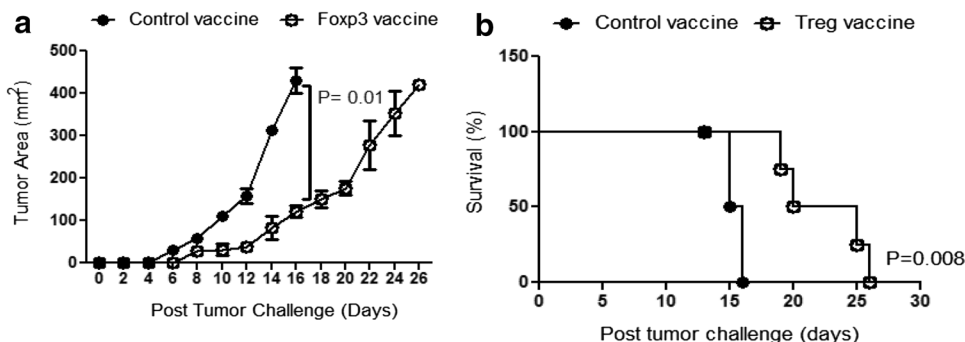 a
Control vaccine Foxp3 vaccine
Tumor Area (mm²)
500
400
300
200
100
0
P= 0.01
0 2 4 6 8 10 12 14 16 18 20 22 24 26
Post Tumor Challenge (Days)
b
Control vaccine Treg vaccine
Survival (%)
150
100
50
0
P=0.008
0 5 10 15 20 25 30
Post tumor challenge (days)